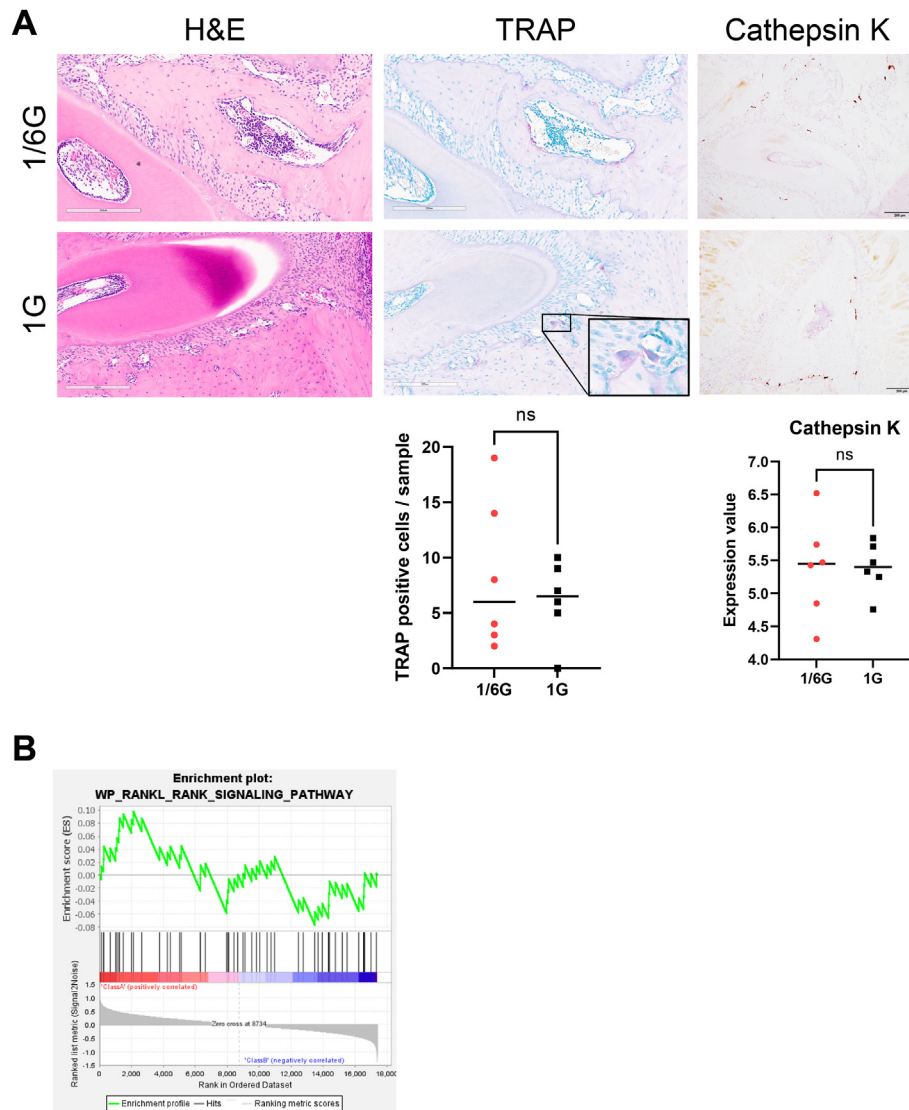 A
H&E
TRAP
Cathepsin K
1/6G
1G
ns
TRAP positive cells / sample
20
15
10
5
0
1/6G 1G
Cathepsin K
ns
Expression value
7.0
6.5
6.0
5.5
5.0
4.5
4.0
1/6G 1G
B
Enrichment plot:
WP_RANKL_RANK_SIGNALING_PATHWAY
Enrichment score (ES)
0.10
0.08
0.06
0.04
0.02
0.00
-0.02
-0.04
-0.06
-0.08
'ClassA' (positively correlated)
Ranked list metric (Signal2Noise)
1.5
1.0
0.5
0.0
-0.5
-1.0
-1.5
Zero cross at 8734
'ClassB' (negatively correlated)
0 2,000 4,000 6,000 8,000 10,000 12,000 14,000 16,000 18,000
Rank in Ordered Dataset
Enrichment profile Hits Ranking metric scores